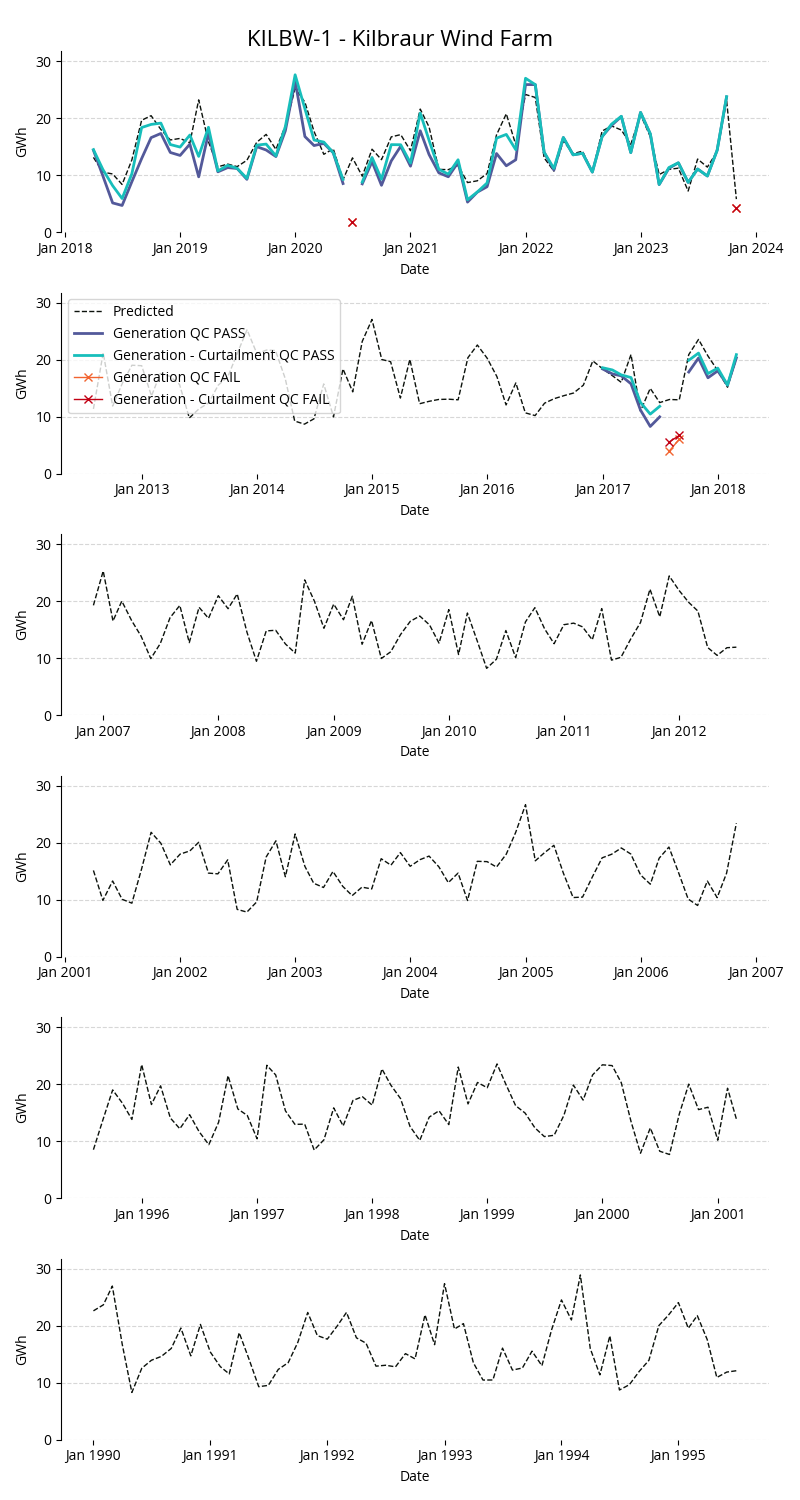 KILBW-1 - Kilbraur Wind Farm
30
20
10
0
GWh
Jan 2018 Jan 2019 Jan 2020 Jan 2021 Jan 2022 Jan 2023 Jan 2024
Date
30
20
10
0
GWh
Predicted
Generation QC PASS
Generation - Curtailment QC PASS
Generation QC FAIL
Generation - Curtailment QC FAIL
Jan 2013 Jan 2014 Jan 2015 Jan 2016 Jan 2017 Jan 2018
Date
30
20
10
0
GWh
Jan 2007 Jan 2008 Jan 2009 Jan 2010 Jan 2011 Jan 2012
Date
30
20
10
0
GWh
Jan 2001 Jan 2002 Jan 2003 Jan 2004 Jan 2005 Jan 2006 Jan 2007
Date
30
20
10
0
GWh
Jan 1996 Jan 1997 Jan 1998 Jan 1999 Jan 2000 Jan 2001
Date
30
20
10
0
GWh
Jan 1990 Jan 1991 Jan 1992 Jan 1993 Jan 1994 Jan 1995
Date